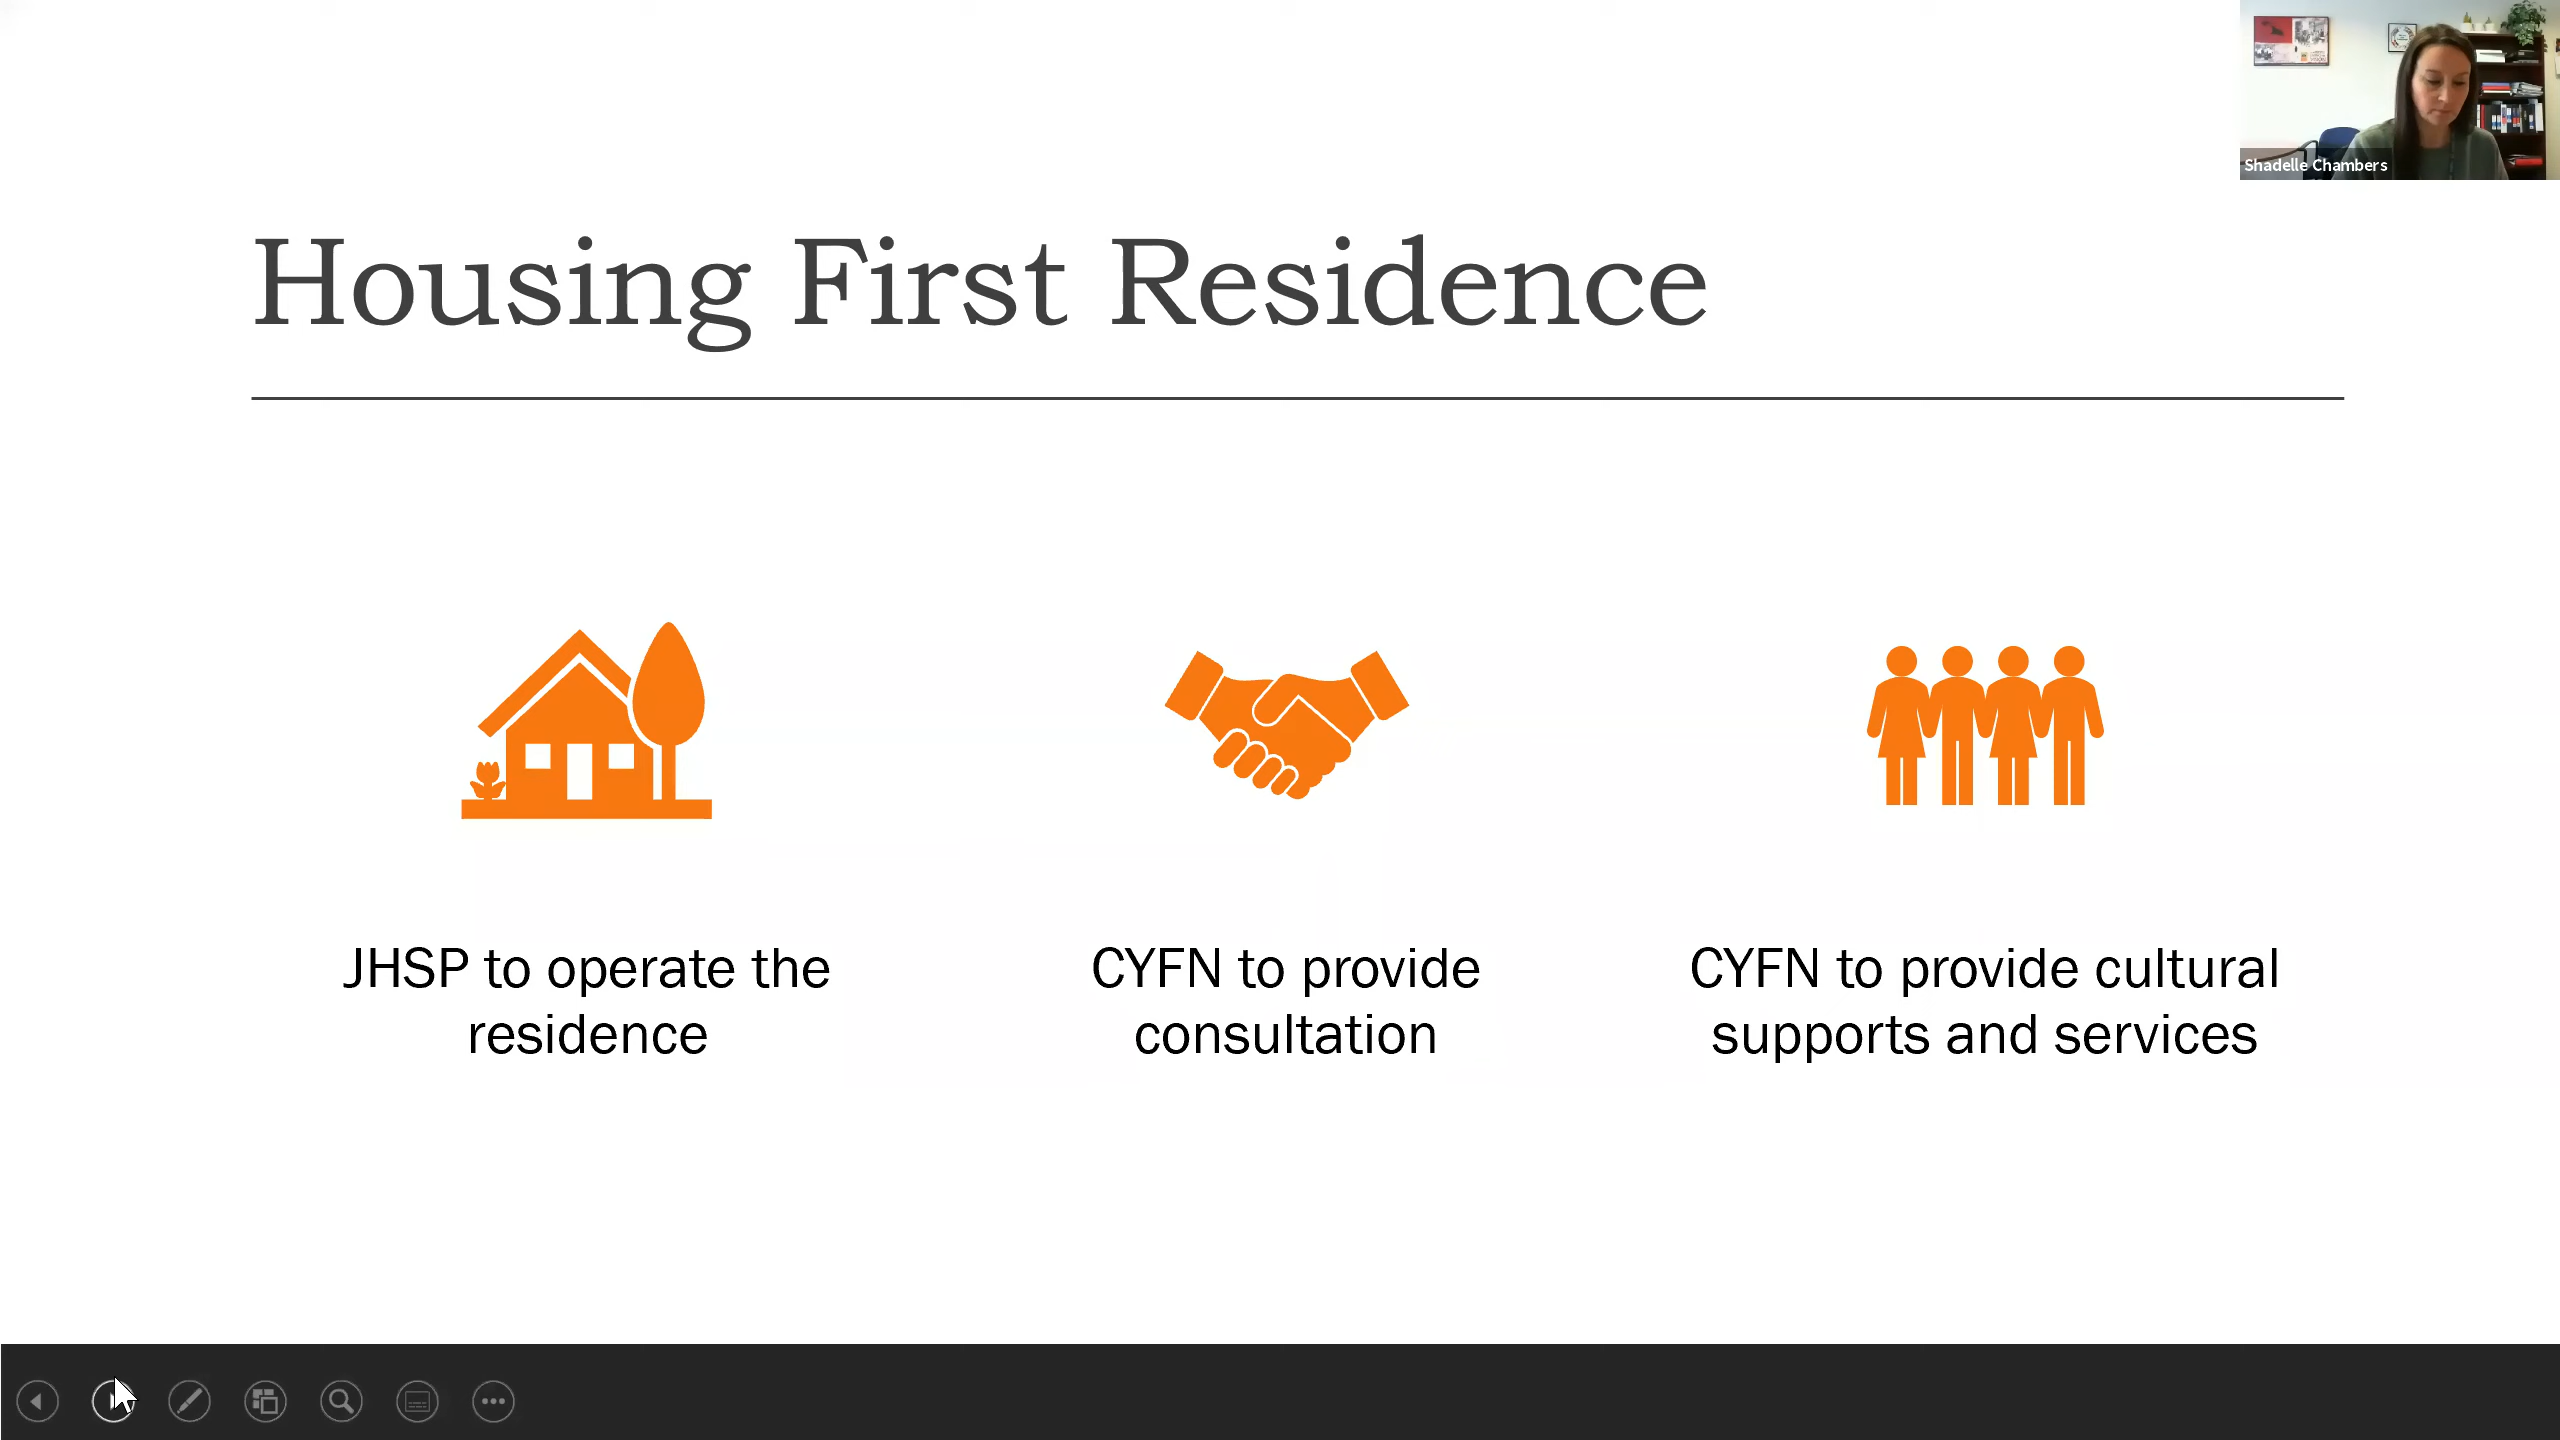 Shadelle Chambers
Housing First Residence
JHSP to operate the
residence
CYFN to provide
consultation
CYFN to provide cultural
supports and services